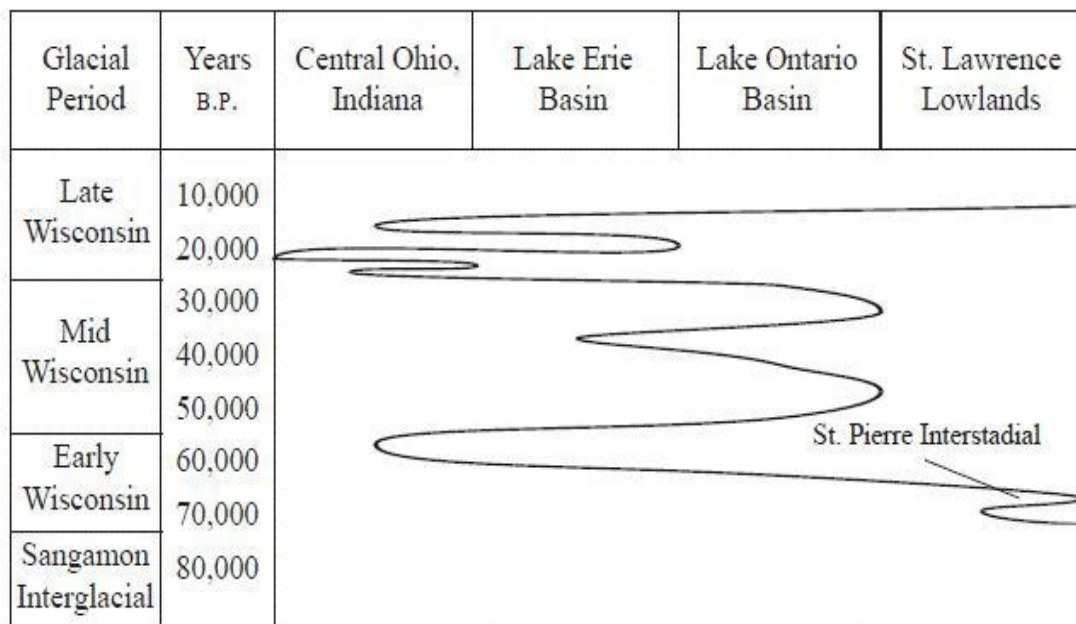 Glacial
Period
Years
B.P.
Central Ohio,
Indiana
Lake Erie
Basin
Lake Ontario
Basin
St. Lawrence
Lowlands
Late
Wisconsin
10,000
20,000
Mid
Wisconsin
30,000
40,000
50,000
Early
Wisconsin
60,000
70,000
Sangamon
Interglacial
80,000
St. Pierre Interstadial